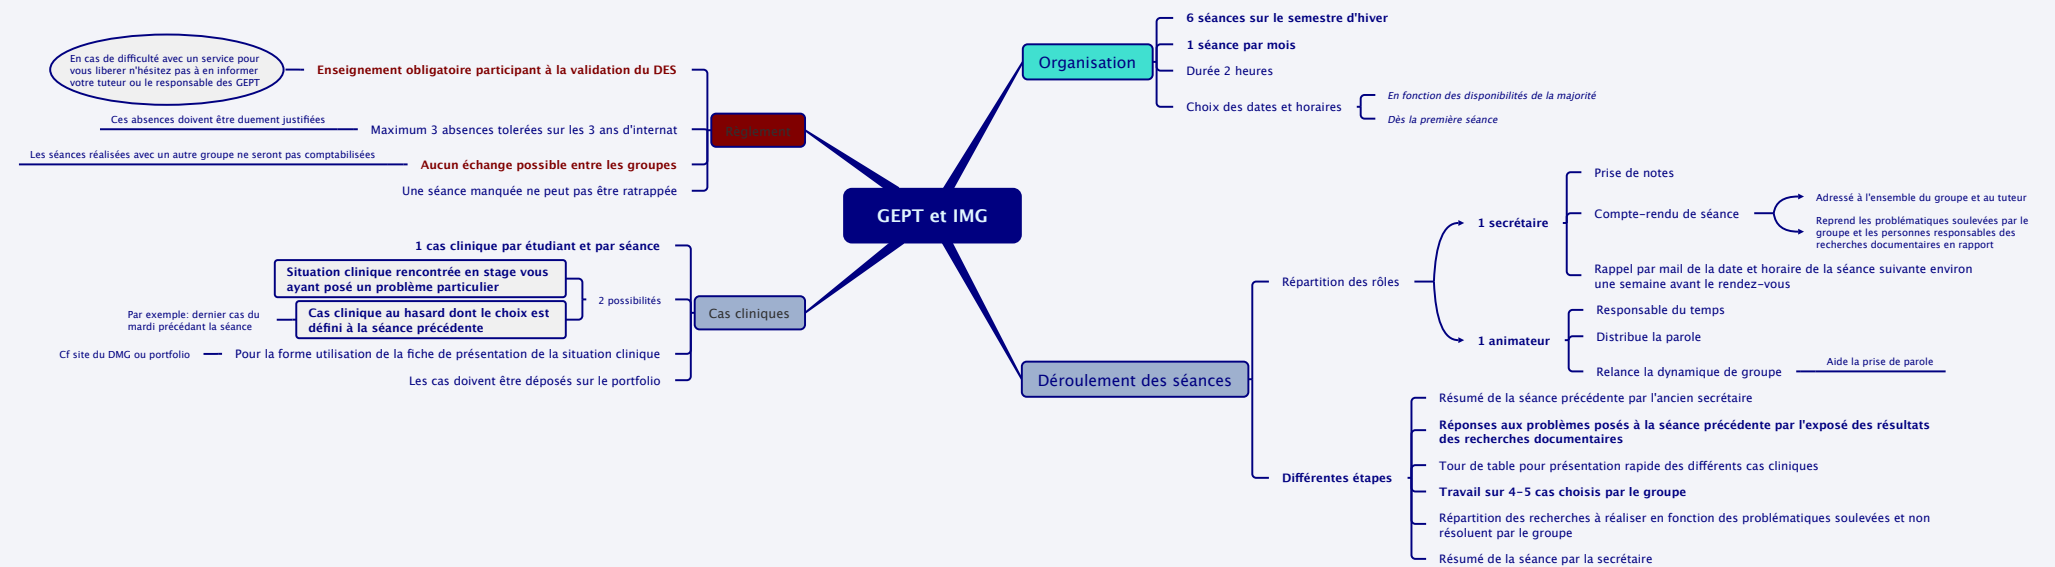 GEPT et IMG
Organisation
6 séances sur le semestre d'hiver
1 séance par mois
Durée 2 heures
Choix des dates et horaires
En fonction des disponibilités de la majorité
Dès la première séance
Déroulement des séances
Répartition des rôles
1 secrétaire
Prise de notes
Compte-rendu de séance
Adressé à l'ensemble du groupe et au tuteur
Reprend les problématiques soulevées par le
groupe et les personnes responsables des
recherches documentaires en rapport
Rappel par mail de la date et horaire de la séance suivante environ
une semaine avant le rendez-vous
1 animateur
Responsable du temps
Distribue la parole
Relance la dynamique de groupe
Aide la prise de parole
Différentes étapes
Résumé de la séance précédente par l'ancien secrétaire
Réponses aux problèmes posés à la séance précédente par l'exposé des résultats
des recherches documentaires
Tour de table pour présentation rapide des différents cas cliniques
Travail sur 4-5 cas choisis par le groupe
Répartition des recherches à réaliser en fonction des problématiques soulevées et non
résoluent par le groupe
Résumé de la séance par la secrétaire
Réglement
Enseignement obligatoire participant à la validation du DES
En cas de difficulté avec un service pour
vous liberer n'hésitez pas à en informer
votre tuteur ou le responsable des GEPT
Maximum 3 absences tolerées sur les 3 ans d'internat
Ces absences doivent être duement justifiées
Aucun échange possible entre les groupes
Les séances réalisées avec un autre groupe ne seront pas comptabilisées
Une séance manquée ne peut pas être ratrappée
Cas cliniques
1 cas clinique par étudiant et par séance
2 possibilités
Situation clinique rencontrée en stage vous
ayant posé un problème particulier
Cas clinique au hasard dont le choix est
défini à la séance précédente
Par exemple: dernier cas du
mardi précédant la séance
Pour la forme utilisation de la fiche de présentation de la situation clinique
Cf site du DMG ou portfolio
Les cas doivent être déposés sur le portfolio